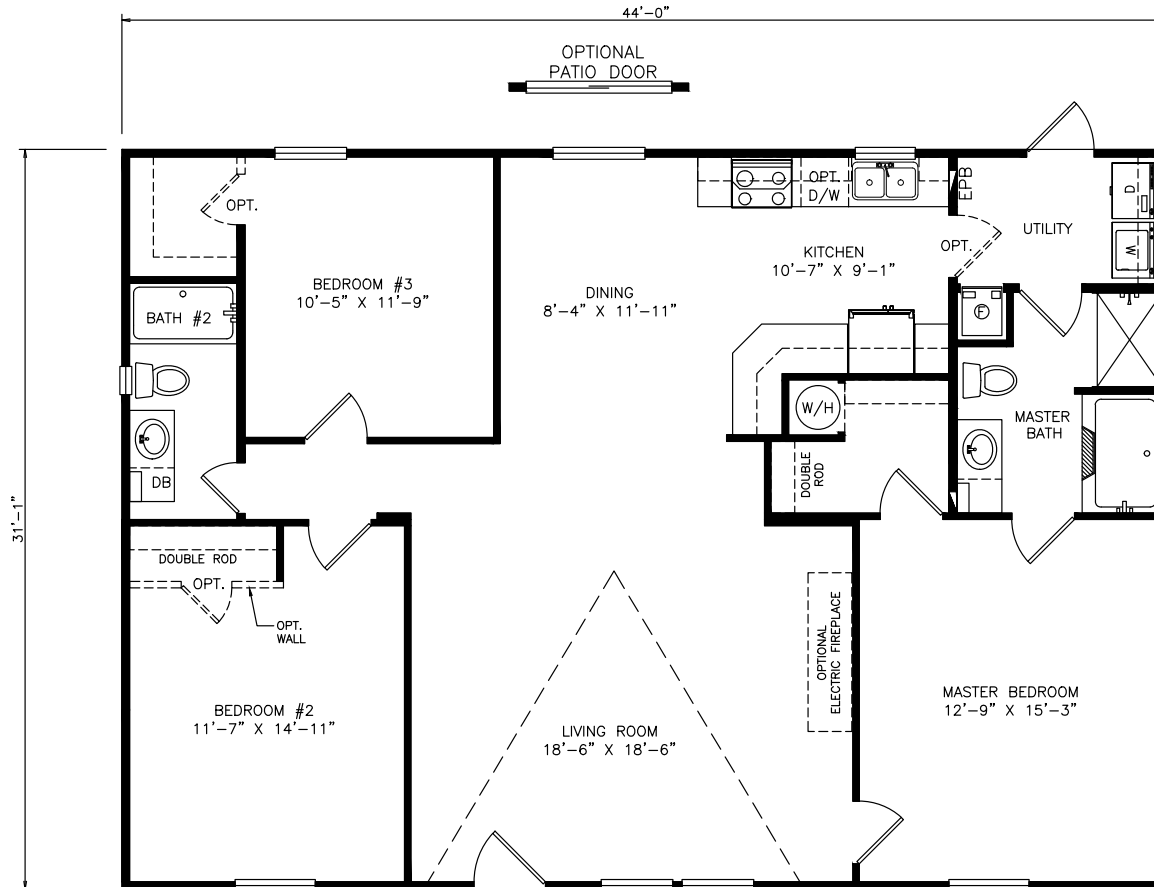 44'-0"
OPTIONAL
PATIO DOOR
31'-1"
OPT.
BEDROOM #3
10'-5" X 11'-9"
BATH #2
DB
DINING
8'-4" X 11'-11"
OPT.
D/W
KITCHEN
10'-7" X 9'-1"
EPB
OPT.
UTILITY
D
W
F
W/H
DOUBLE
ROD
MASTER
BATH
DOUBLE ROD
OPT.
OPT.
WALL
BEDROOM #2
11'-7" X 14'-11"
LIVING ROOM
18'-6" X 18'-6"
OPTIONAL
ELECTRIC FIREPLACE
MASTER BEDROOM
12'-9" X 15'-3"